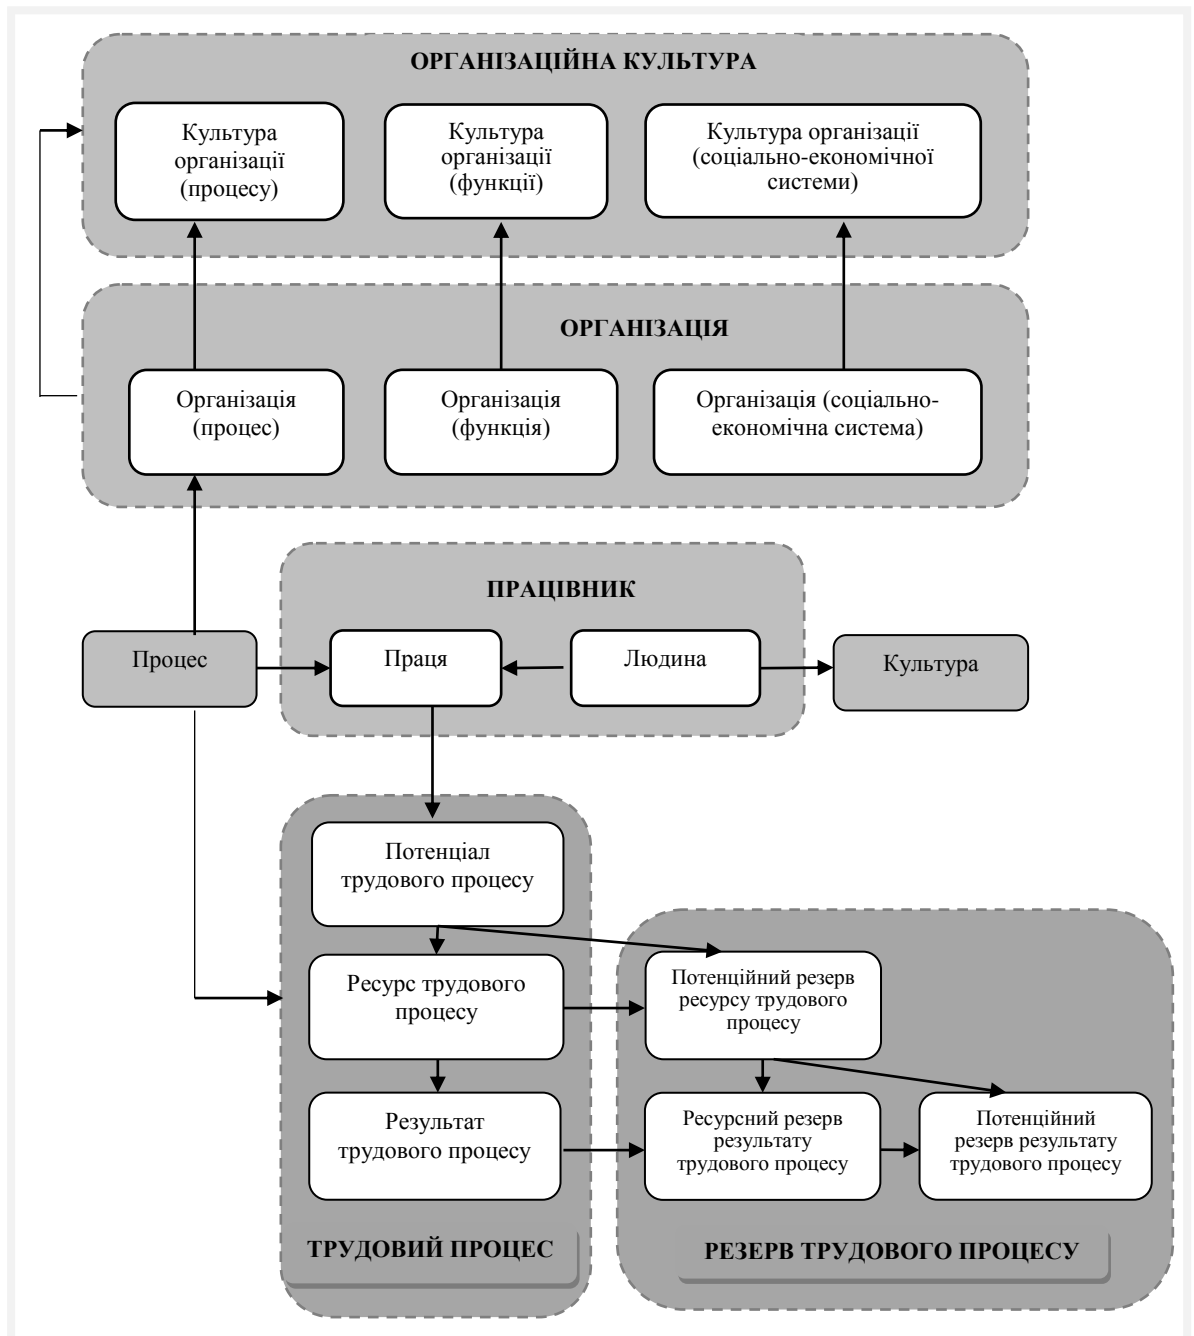 ОРГАНІЗАЦІЙНА КУЛЬТУРА
Культура
організації
(процесу)
Культура
організації
(функції)
Культура організації
(соціально-економічної
системи)
ОРГАНІЗАЦІЯ
Організація
(процес)
Організація
(функція)
Організація (соціально-
економічна система)
ПРАЦІВНИК
Процес
Праця
Людина
Культура
Потенціал
трудового процесу
Ресурс трудового
процесу
Потенційний резерв
ресурсу трудового
процесу
Результат
трудового процесу
Ресурсний резерв
результату
трудового процесу
Потенційний
резерв результату
трудового процесу
ТРУДОВИЙ ПРОЦЕС
РЕЗЕРВ ТРУДОВОГО ПРОЦЕСУ